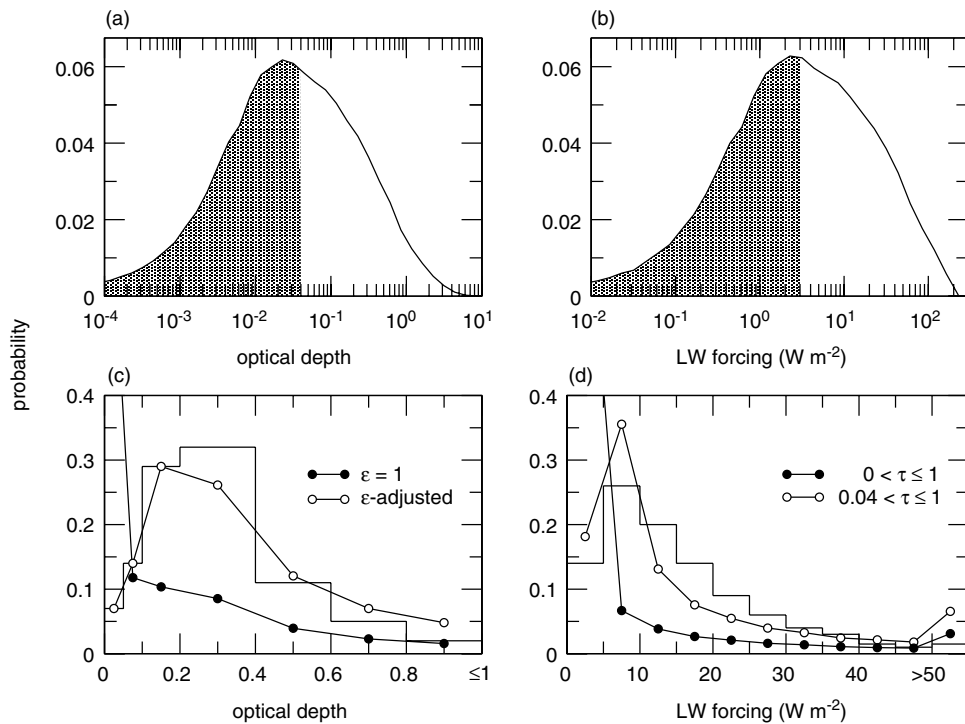 (a)
(b)
0.06
0.04
0.02
0
10⁻⁴ 10⁻³ 10⁻² 10⁻¹ 10⁰ 10¹
optical depth
0.06
0.04
0.02
0
10⁻² 10⁻¹ 10⁰ 10¹ 10²
LW forcing (W m⁻²)
probability
(c)
0.4
0.3
0.2
0.1
0
ε = 1
ε-adjusted
0 0.2 0.4 0.6 0.8 ≤1
optical depth
(d)
0.4
0.3
0.2
0.1
0
0 < τ ≤ 1
0.04 < τ ≤ 1
0 10 20 30 40 >50
LW forcing (W m⁻²)